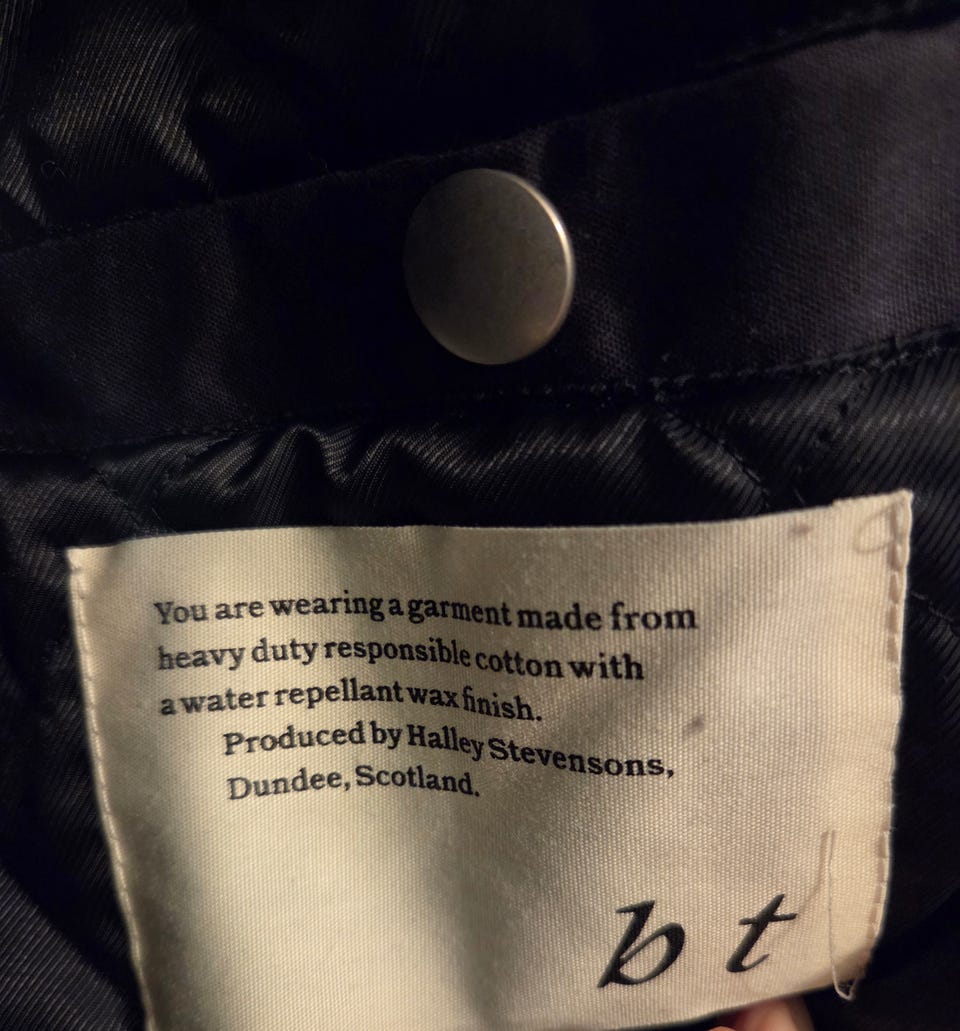 You are wearing a garment made from
heavy duty responsible cotton with
a water repellant wax finish.
Produced by Halley Stevensons,
Dundee, Scotland.
b t